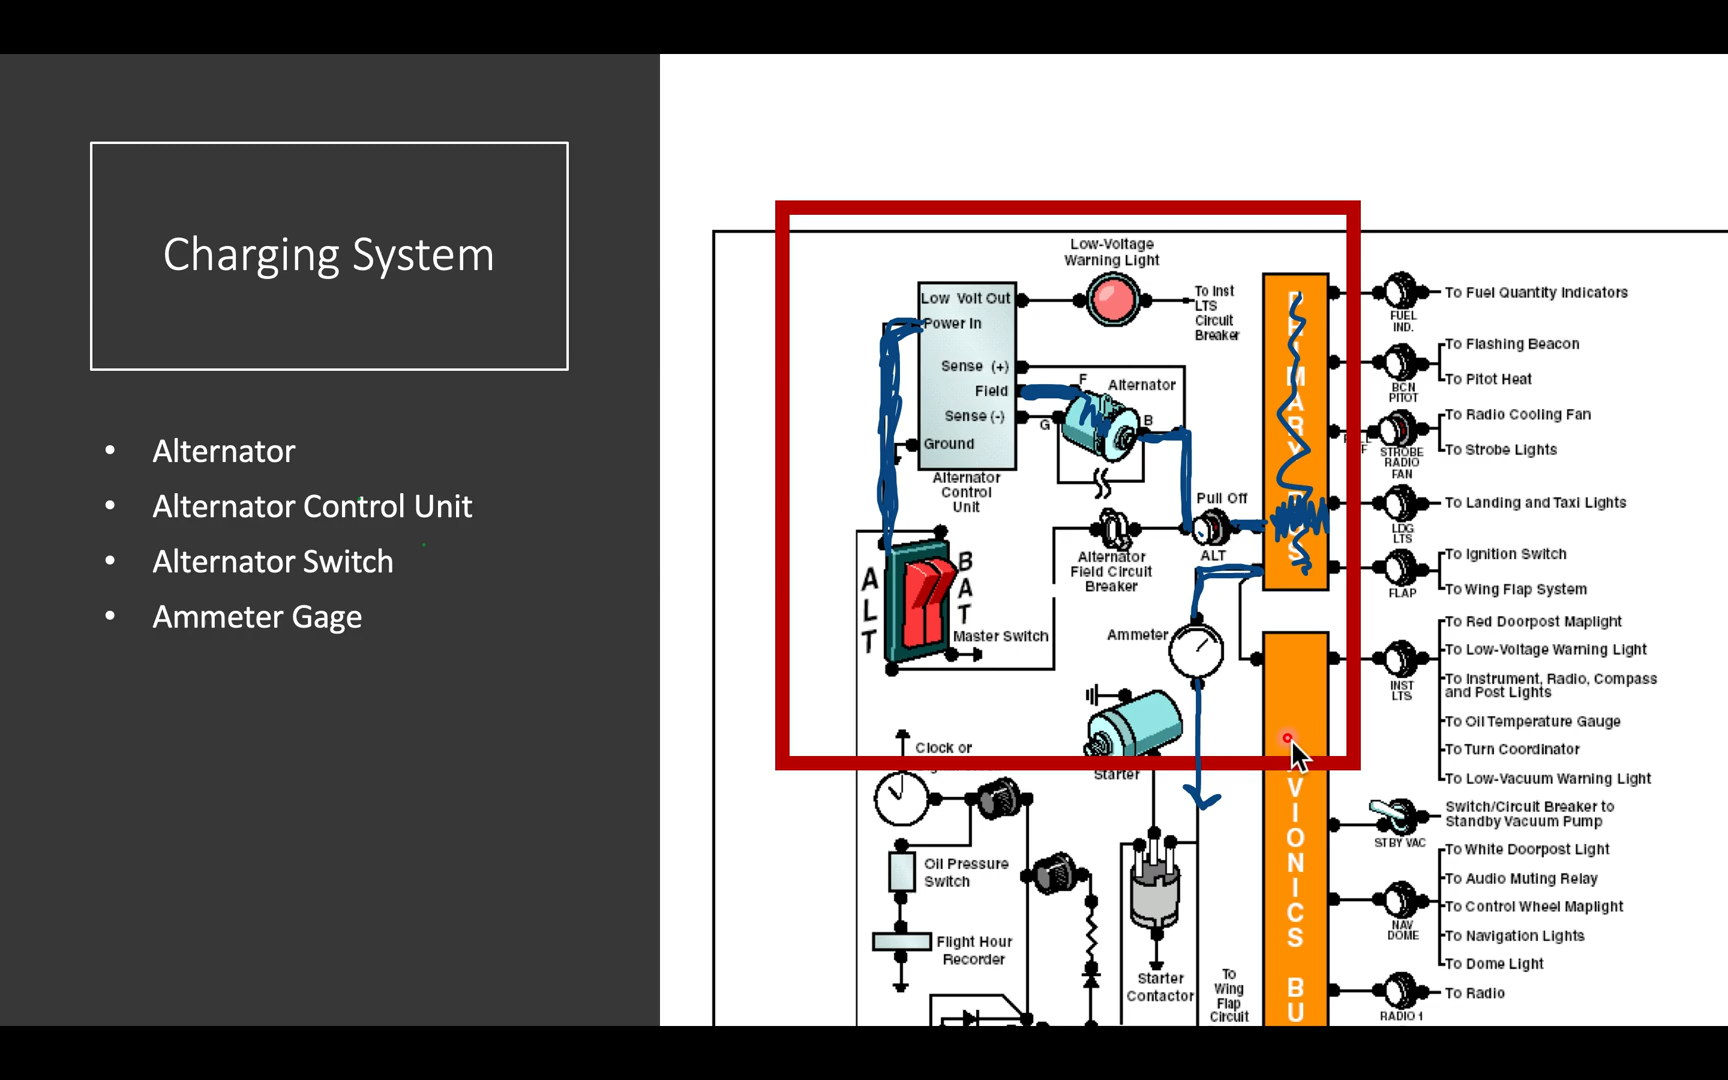 Charging System
• Alternator
• Alternator Control Unit
• Alternator Switch
• Ammeter Gage
Low-Voltage
Warning Light
Low Volt Out
Power In
Sense (+)
Field
Sense (-)
Ground
Alternator
Control
Unit
To Inst
LTS
Circuit
Breaker
F
Alternator
G
B
Pull Off
ALT
Alternator
Field Circuit
Breaker
ALT
BAT
Master Switch
Ammeter
Starter
Clock or
Oil Pressure
Switch
Flight Hour
Recorder
Starter
Contactor
To
Wing
Flap
Circuit
VIONICS BU
FUEL
IND.
To Fuel Quantity Indicators
BCN
PITOT
To Flashing Beacon
To Pitot Heat
STROBE
RADIO
FAN
To Radio Cooling Fan
To Strobe Lights
LDG
LTS
To Landing and Taxi Lights
FLAP
To Ignition Switch
To Wing Flap System
INST
LTS
To Red Doorpost Maplight
To Low-Voltage Warning Light
To Instrument, Radio, Compass
and Post Lights
To Oil Temperature Gauge
To Turn Coordinator
To Low-Vacuum Warning Light
STBY VAC
Switch/Circuit Breaker to
Standby Vacuum Pump
NAV
DOME
To White Doorpost Light
To Audio Muting Relay
To Control Wheel Maplight
To Navigation Lights
To Dome Light
RADIO 1
To Radio